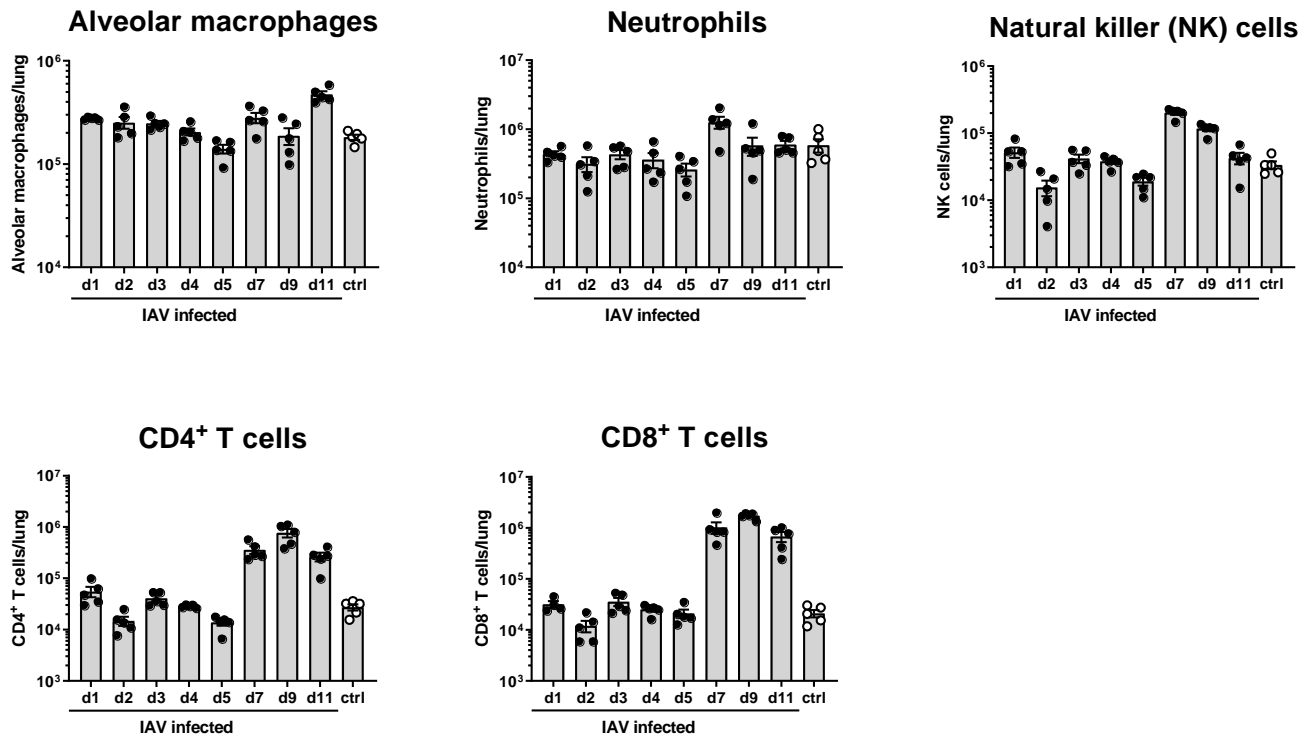 Alveolar macrophages
Alveolar macrophages/lung
10⁶
10⁵
10⁴
d1 d2 d3 d4 d5 d7 d9 d11 ctrl
IAV infected
Neutrophils
Neutrophils/lung
10⁷
10⁶
10⁵
10⁴
d1 d2 d3 d4 d5 d7 d9 d11 ctrl
IAV infected
Natural killer (NK) cells
NK cells/lung
10⁶
10⁵
10⁴
10³
d1 d2 d3 d4 d5 d7 d9 d11 ctrl
IAV infected
CD4⁺ T cells
CD4⁺ T cells/lung
10⁷
10⁶
10⁵
10⁴
10³
d1 d2 d3 d4 d5 d7 d9 d11 ctrl
IAV infected
CD8⁺ T cells
CD8⁺ T cells/lung
10⁷
10⁶
10⁵
10⁴
10³
d1 d2 d3 d4 d5 d7 d9 d11 ctrl
IAV infected